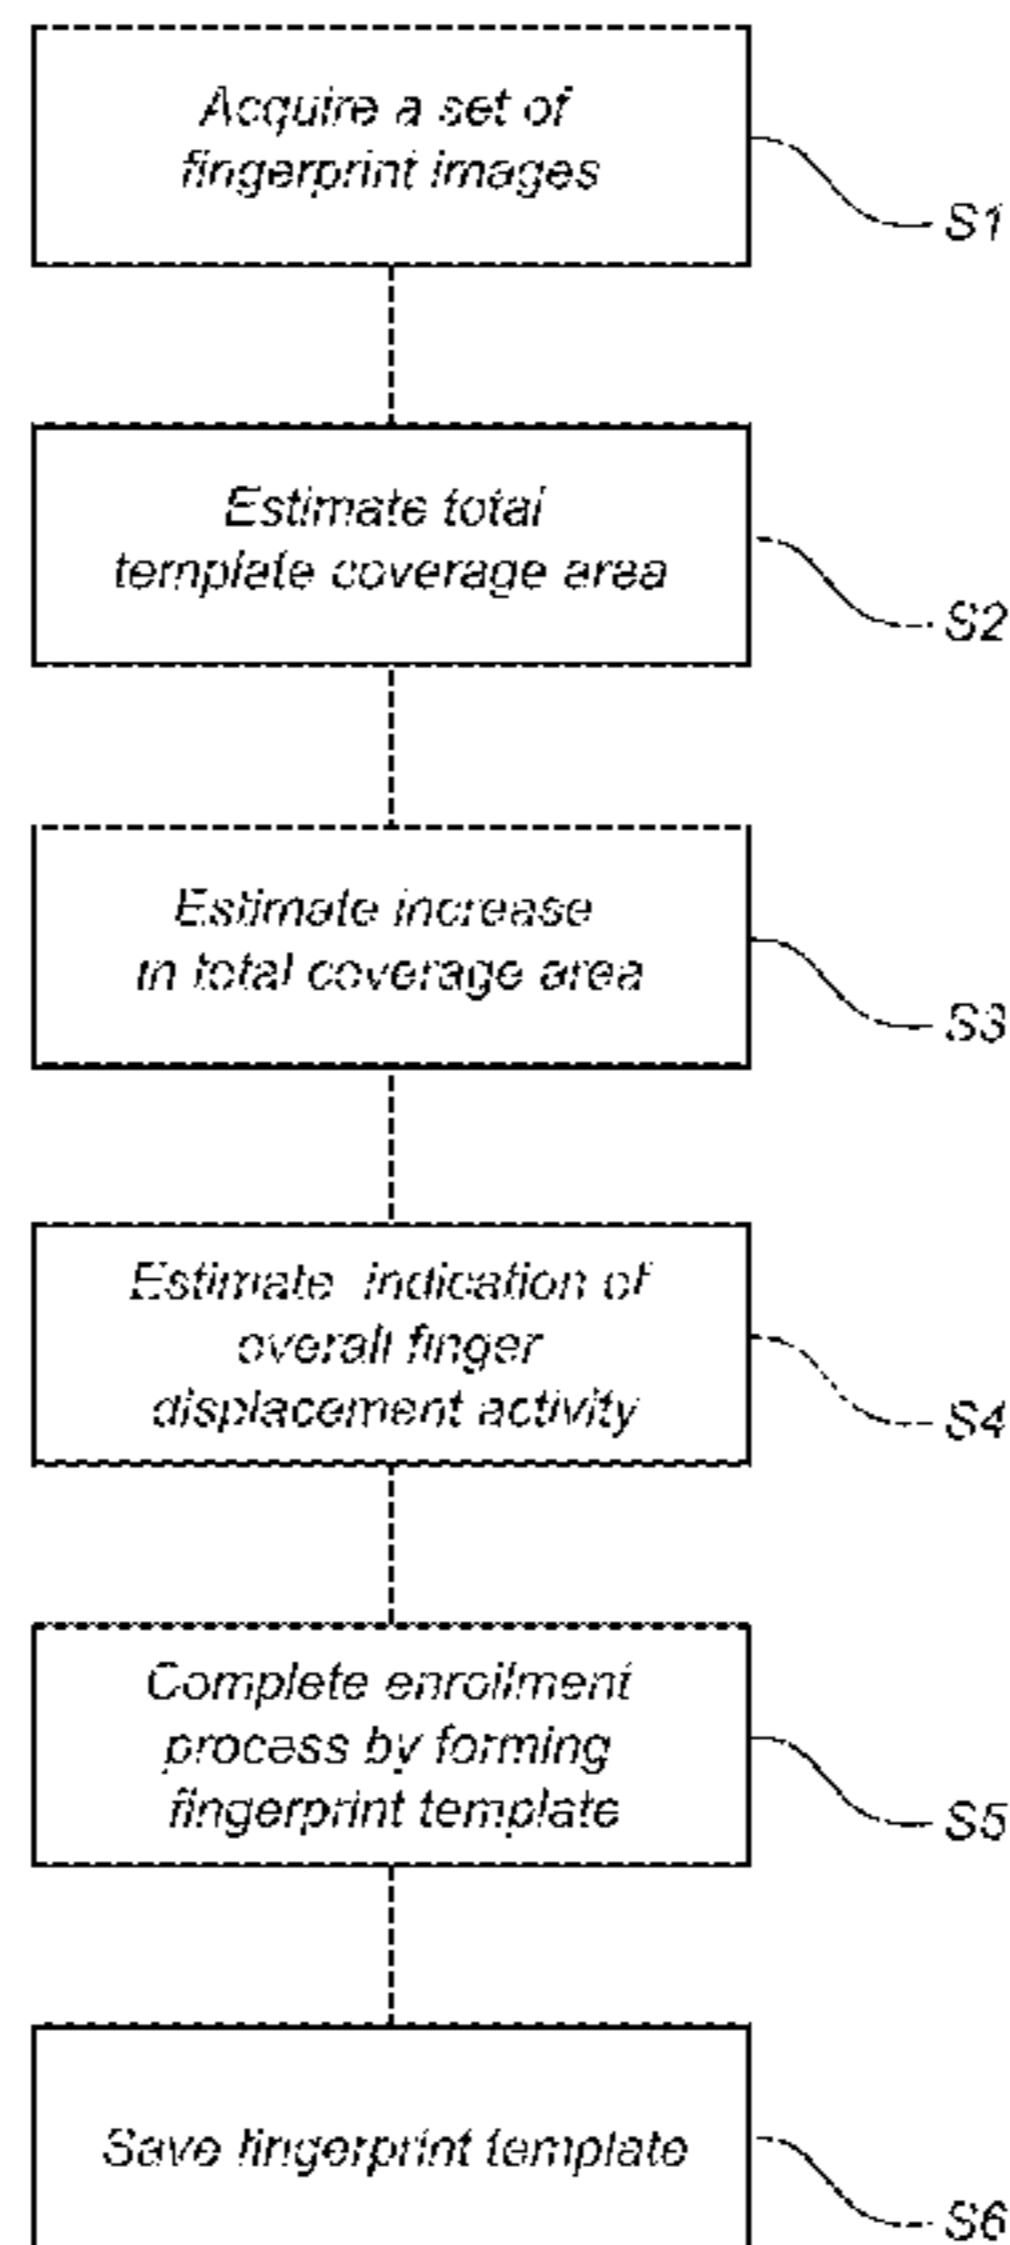 Acquire a set of
fingerprint images
S1
Estimate total
template coverage area
S2
Estimate increase
in total coverage area
S3
Estimate indication of
overall finger
displacement activity
S4
Complete enrollment
process by forming
fingerprint template
S5
Save fingerprint template
S6